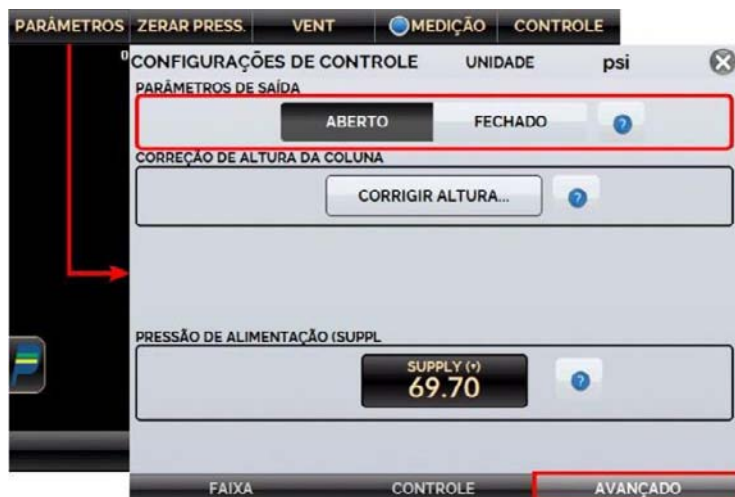 PARÂMETROS ZERAR PRESS. VENT MEDIÇÃO CONTROLE
CONFIGURAÇÕES DE CONTROLE UNIDADE psi
PARÂMETROS DE SAÍDA
ABERTO FECHADO ?
CORREÇÃO DE ALTURA DA COLUNA
CORRIGIR ALTURA... ?
PRESSÃO DE ALIMENTAÇÃO (SUPPL
SUPPLY (+)
69.70 ?
FAIXA CONTROLE AVANÇADO